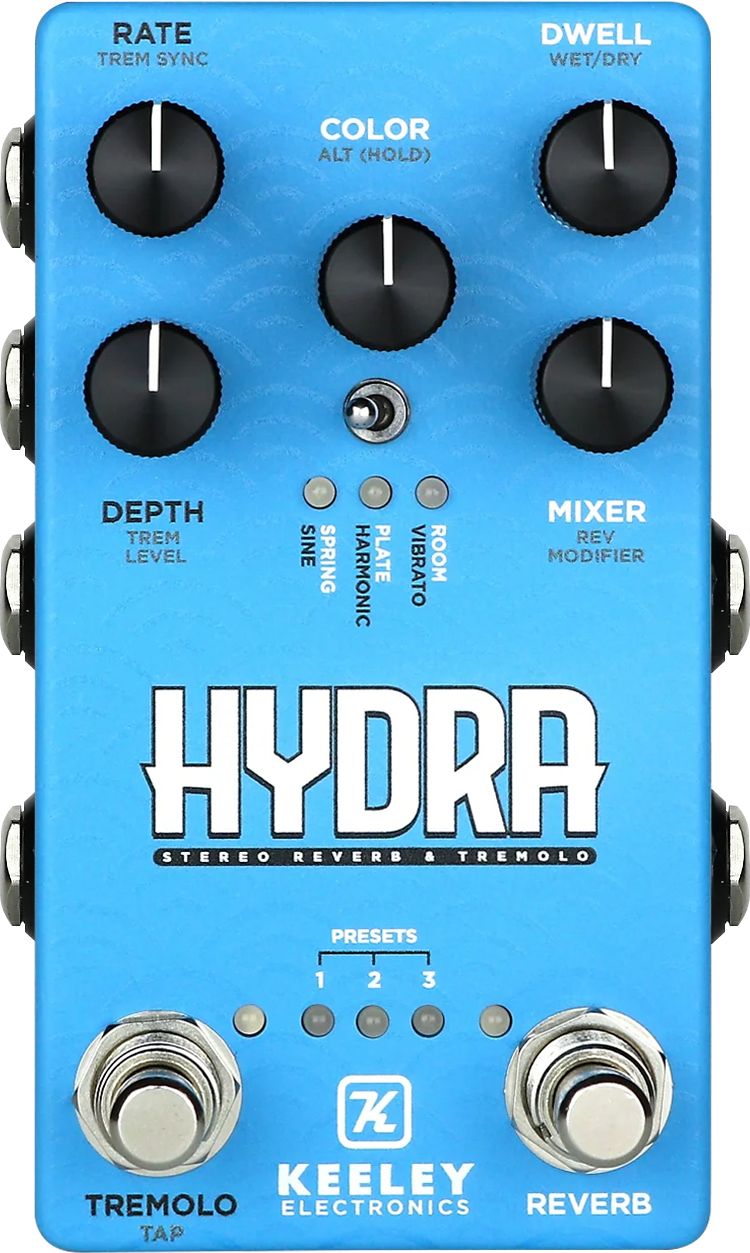 RATE
TREM SYNC
DWELL
WET/DRY
COLOR
ALT (HOLD)
DEPTH
TREM
LEVEL
MIXER
REV
MODIFIER
SPRING
SINE
PLATE
HARMONIC
ROOM
VIBRATO
HYDRA
STEREO REVERB & TREMOLO
PRESETS
1 2 3
K
KEELEY
ELECTRONICS
TREMOLO
TAP
REVERB